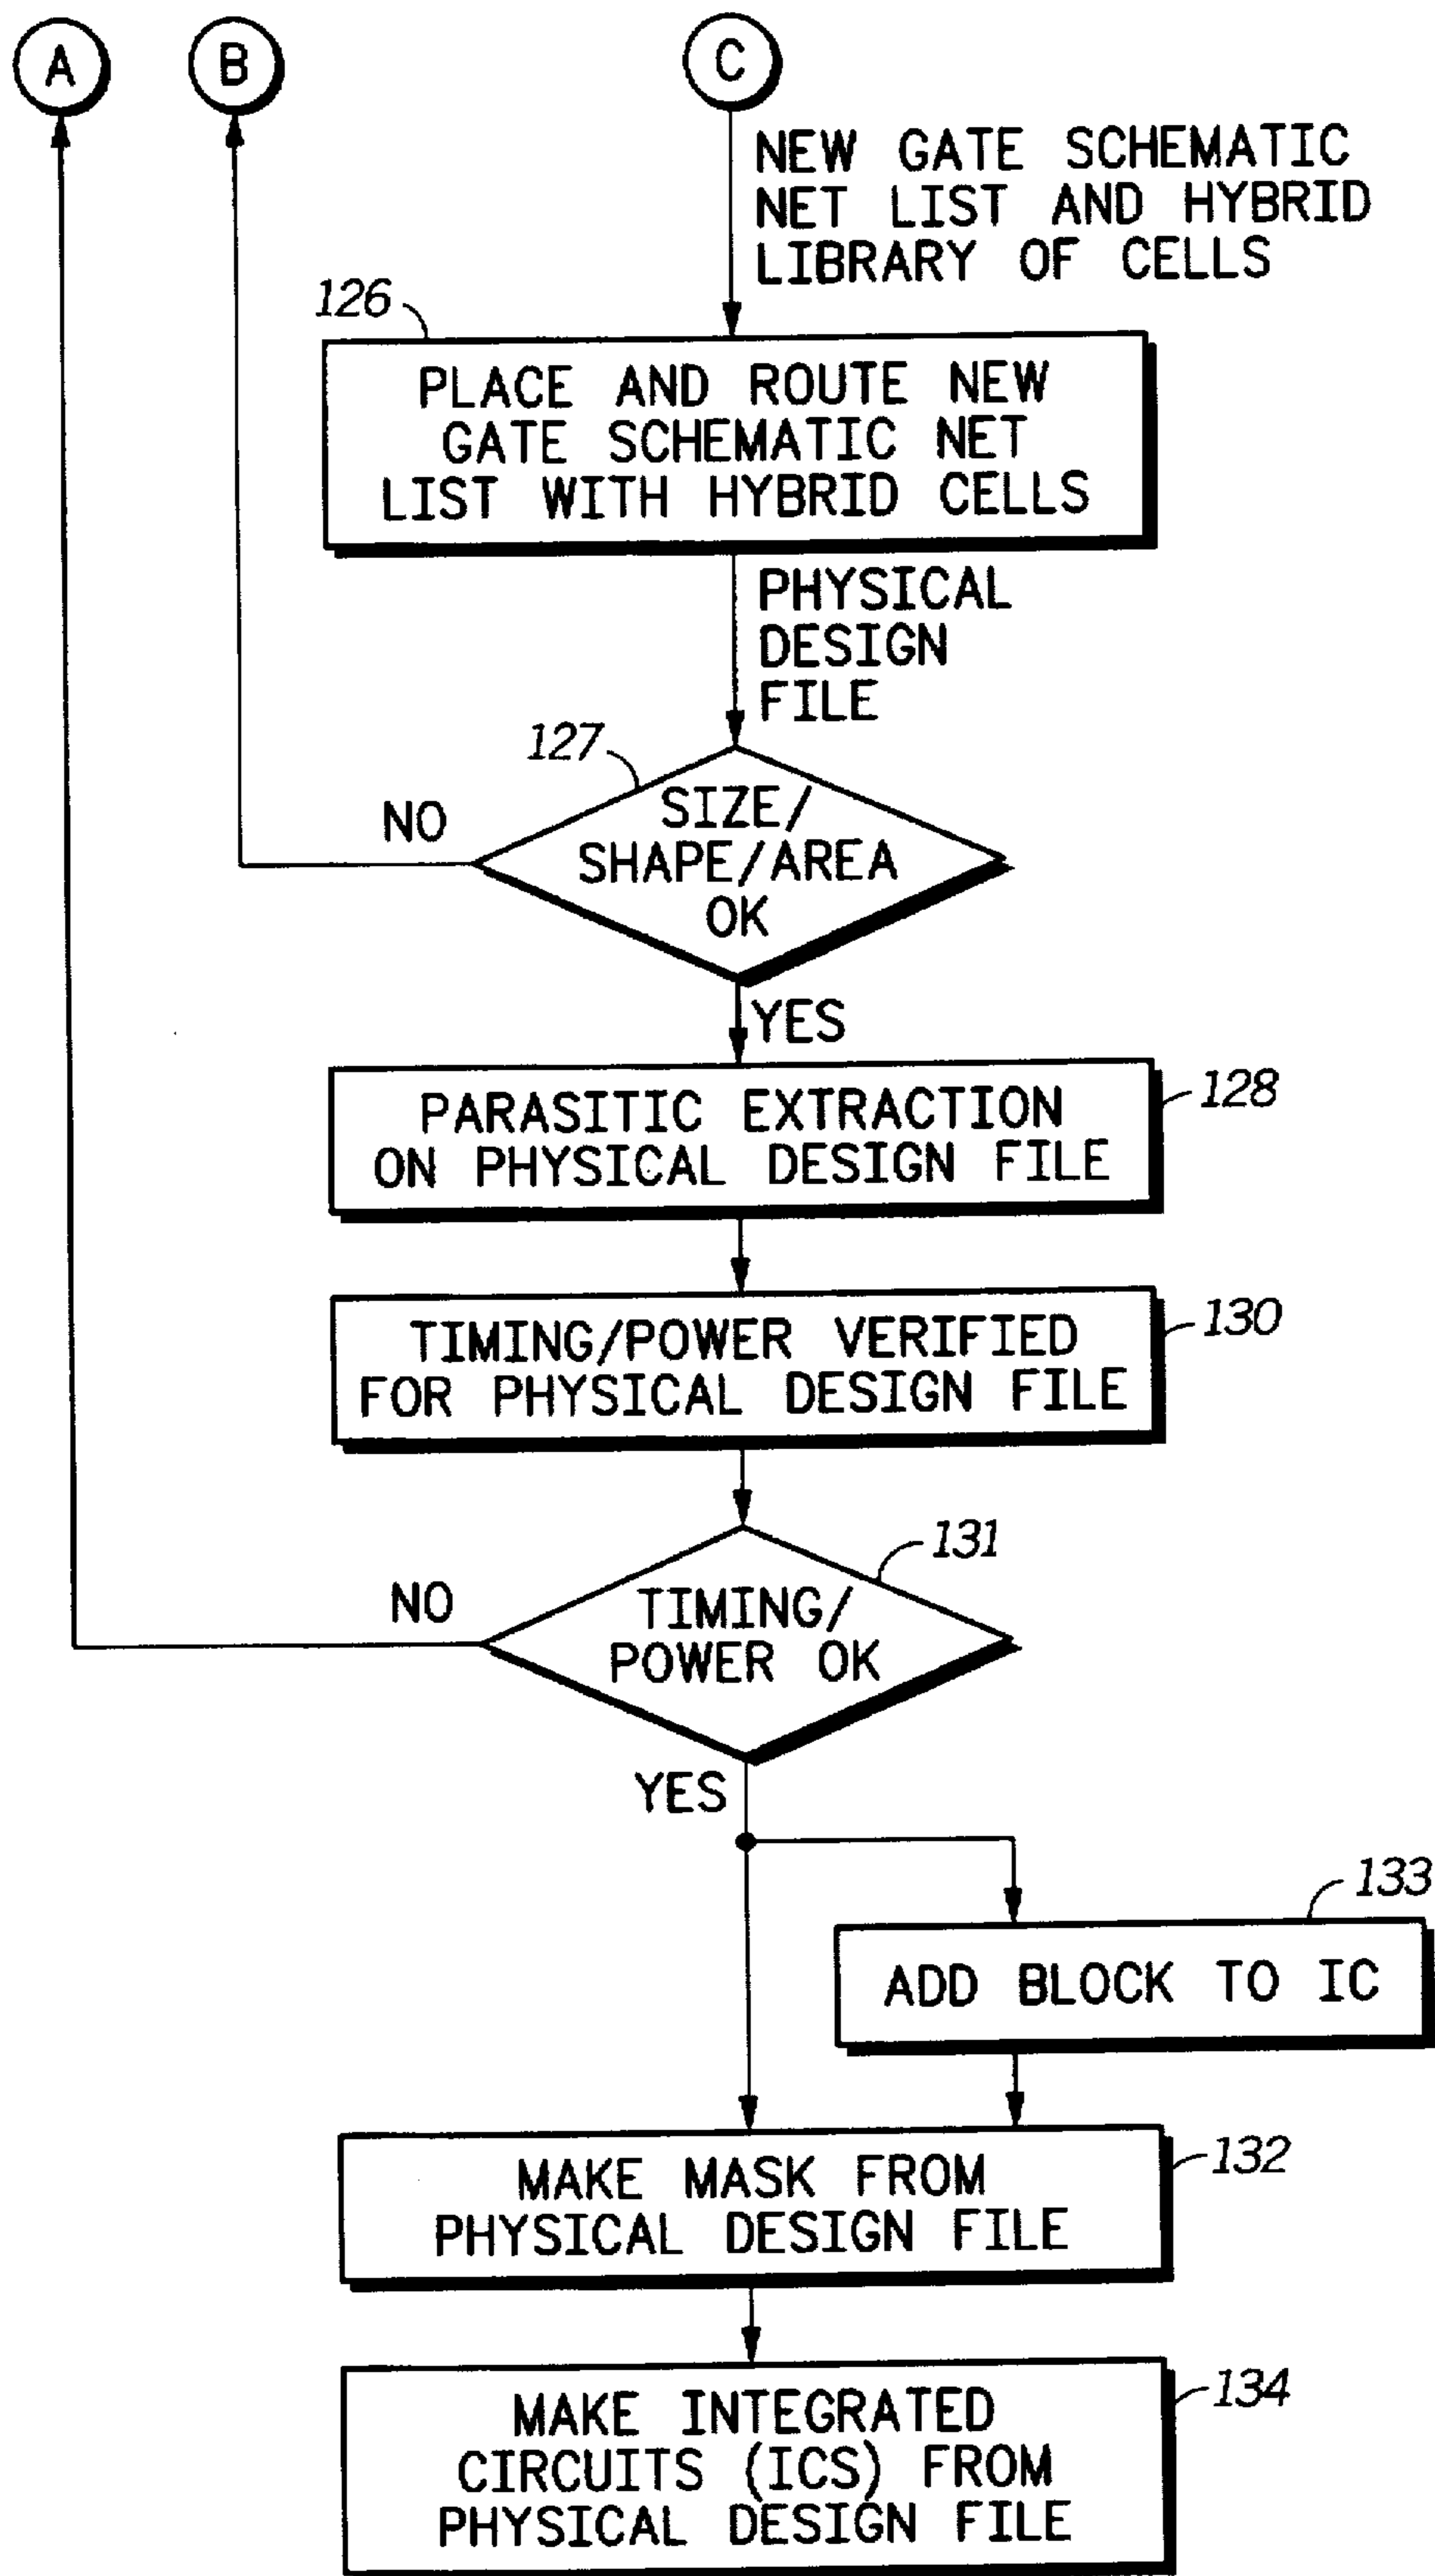 A
B
C
NEW GATE SCHEMATIC
NET LIST AND HYBRID
LIBRARY OF CELLS
126
PLACE AND ROUTE NEW
GATE SCHEMATIC NET
LIST WITH HYBRID CELLS
PHYSICAL
DESIGN
FILE
127
NO
SIZE/
SHAPE/AREA
OK
YES
128
PARASITIC EXTRACTION
ON PHYSICAL DESIGN FILE
130
TIMING/POWER VERIFIED
FOR PHYSICAL DESIGN FILE
131
NO
TIMING/
POWER OK
YES
133
ADD BLOCK TO IC
132
MAKE MASK FROM
PHYSICAL DESIGN FILE
134
MAKE INTEGRATED
CIRCUITS (ICS) FROM
PHYSICAL DESIGN FILE